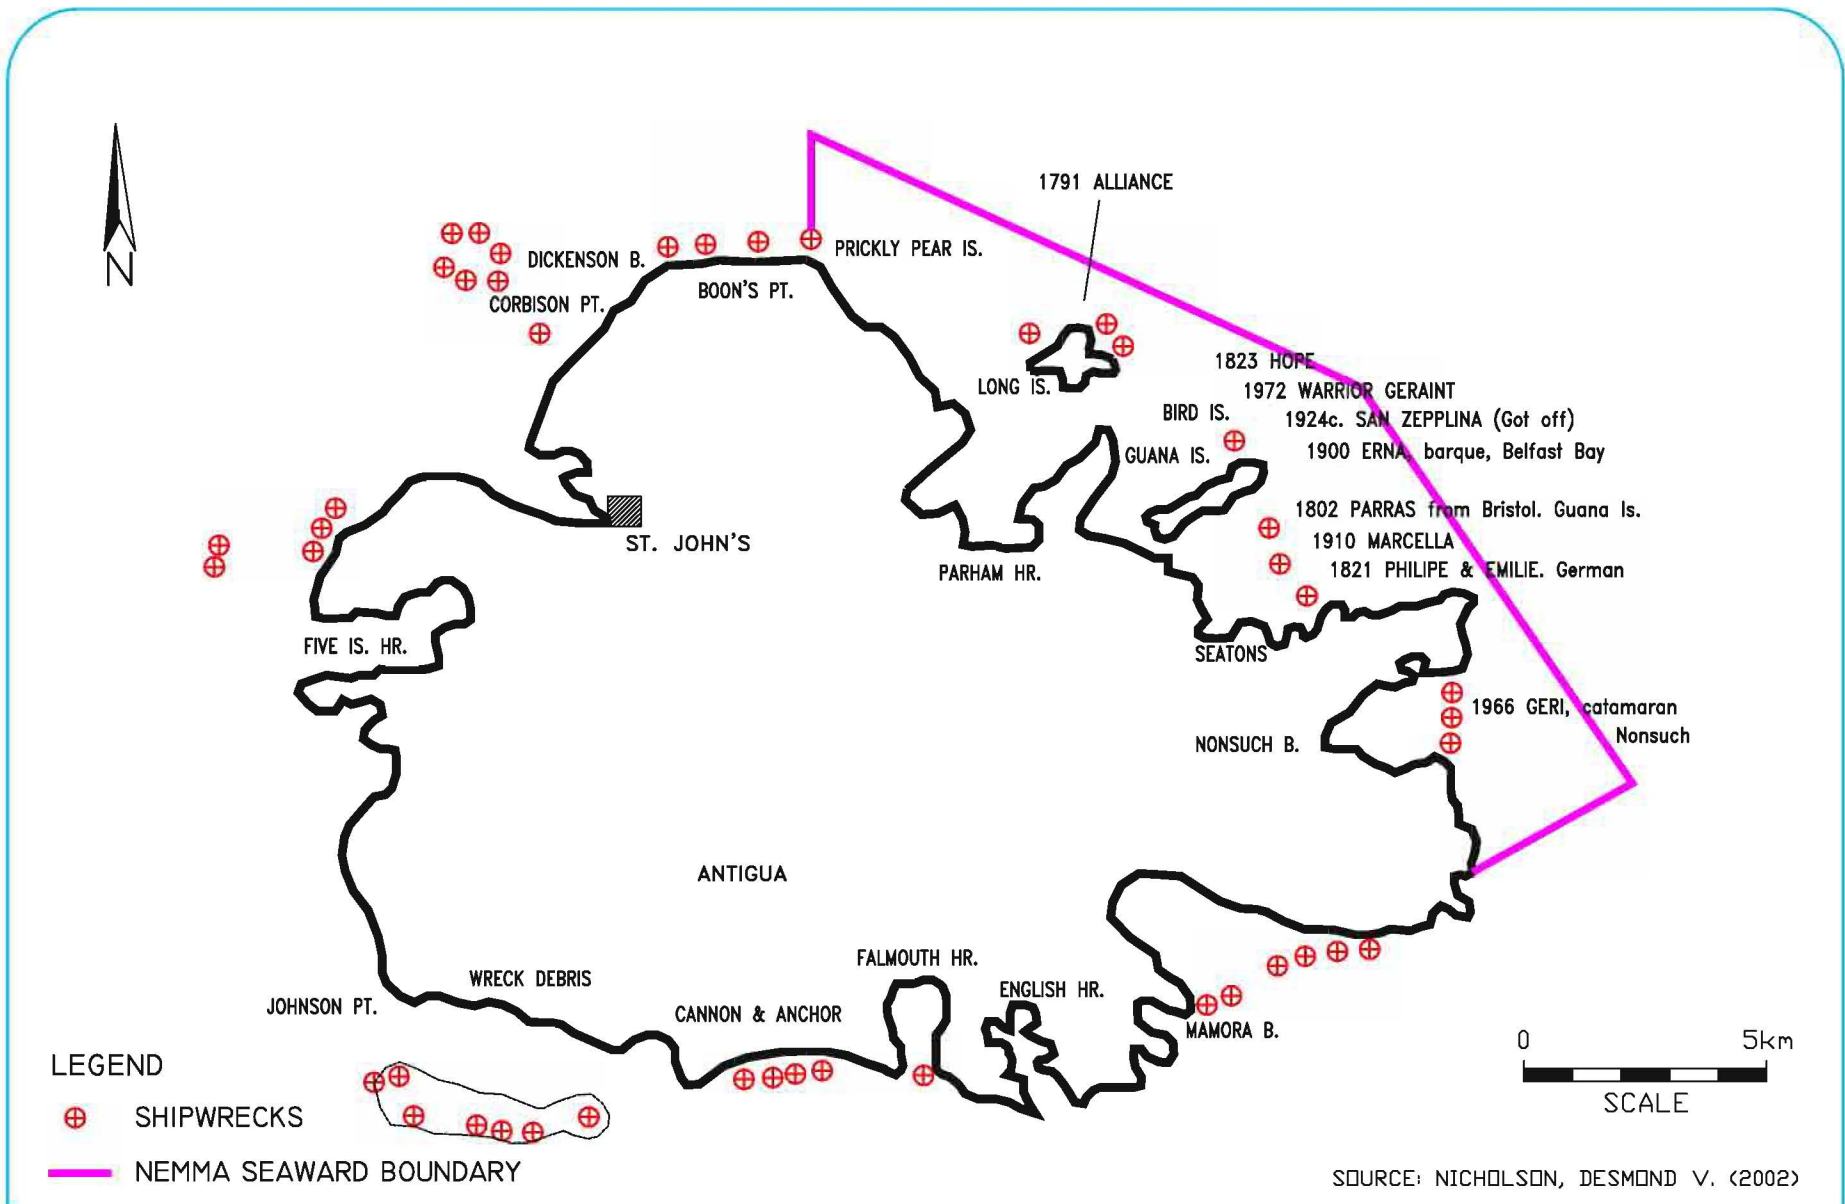 1791 ALLIANCE
DICKENSON B.
PRICKLY PEAR IS.
N
CORBISON PT.
BOON'S PT.
1823 HOPE
LONG IS.
1972 WARRIOR GERAINT
BIRD IS.
1924c. SAN ZEPPLINA (Got off)
GUANA IS.
1900 ERNA, barque, Belfast Bay
1802 PARRAS from Bristol. Guana Is.
ST. JOHN'S
1910 MARCELLA
PARHAM HR.
1821 PHILIPE & EMILIE. German
FIVE IS. HR.
SEATONS
1966 GERI, catamaran
Nonsuch
NONSUCH B.
ANTIGUA
FALMOUTH HR.
WRECK DEBRIS
ENGLISH HR.
JOHNSON PT.
CANNON & ANCHOR
MAMORA B.
0 5km
SCALE
LEGEND
SHIPWRECKS
NEMMA SEAWARD BOUNDARY
SOURCE: NICHOLSON, DESMOND V. (2002)